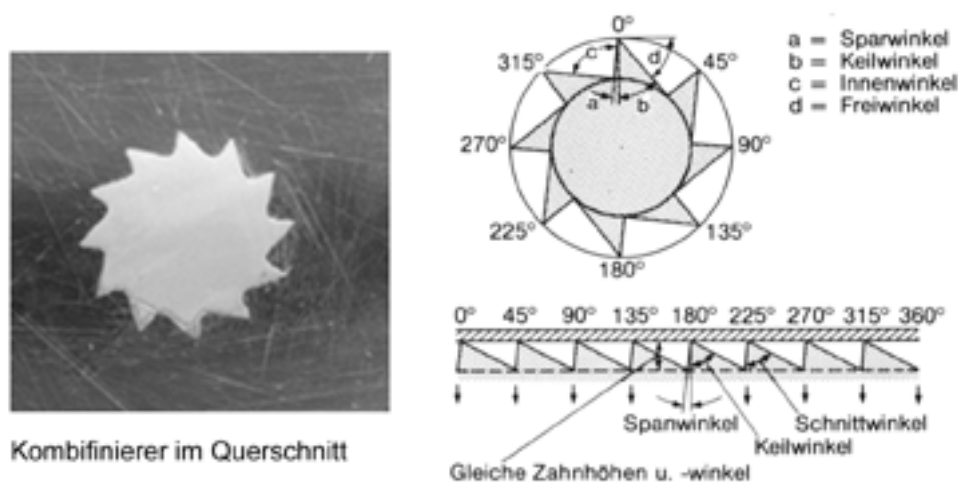 Kombifinierer im Querschnitt
0°
45°
90°
135°
180°
225°
270°
315°
a
b
c
d
a = Sparwinkel
b = Keilwinkel
c = Innenwinkel
d = Freiwinkel
0° 45° 90° 135° 180° 225° 270° 315° 360°
Spanwinkel
Schnittwinkel
Keilwinkel
Gleiche Zahnhöhen u. -winkel